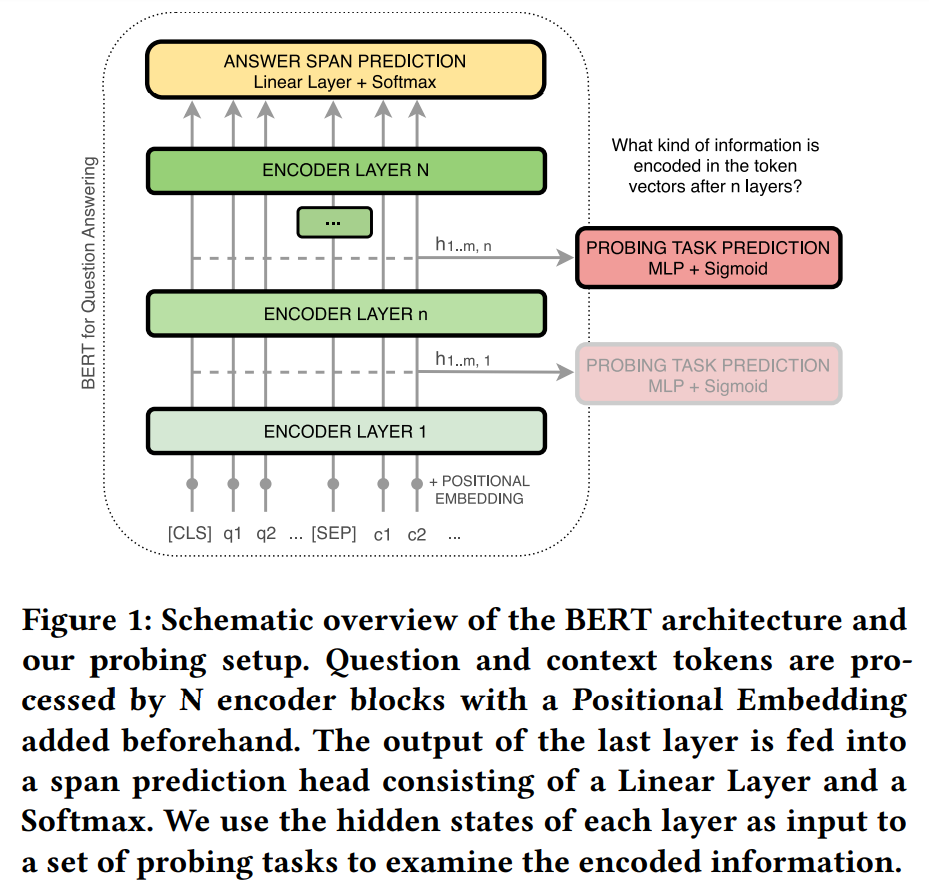 ANSWER SPAN PREDICTION
Linear Layer + Softmax
ENCODER LAYER N
...
h1..m, n
ENCODER LAYER n
h1..m, 1
ENCODER LAYER 1
+ POSITIONAL
EMBEDDING
[CLS] q1 q2 ... [SEP] c1 c2 ...
BERT for Question Answering
What kind of information is
encoded in the token
vectors after n layers?
PROBING TASK PREDICTION
MLP + Sigmoid
PROBING TASK PREDICTION
MLP + Sigmoid
Figure 1: Schematic overview of the BERT architecture and
our probing setup. Question and context tokens are pro-
cessed by N encoder blocks with a Positional Embedding
added beforehand. The output of the last layer is fed into
a span prediction head consisting of a Linear Layer and a
Softmax. We use the hidden states of each layer as input to
a set of probing tasks to examine the encoded information.